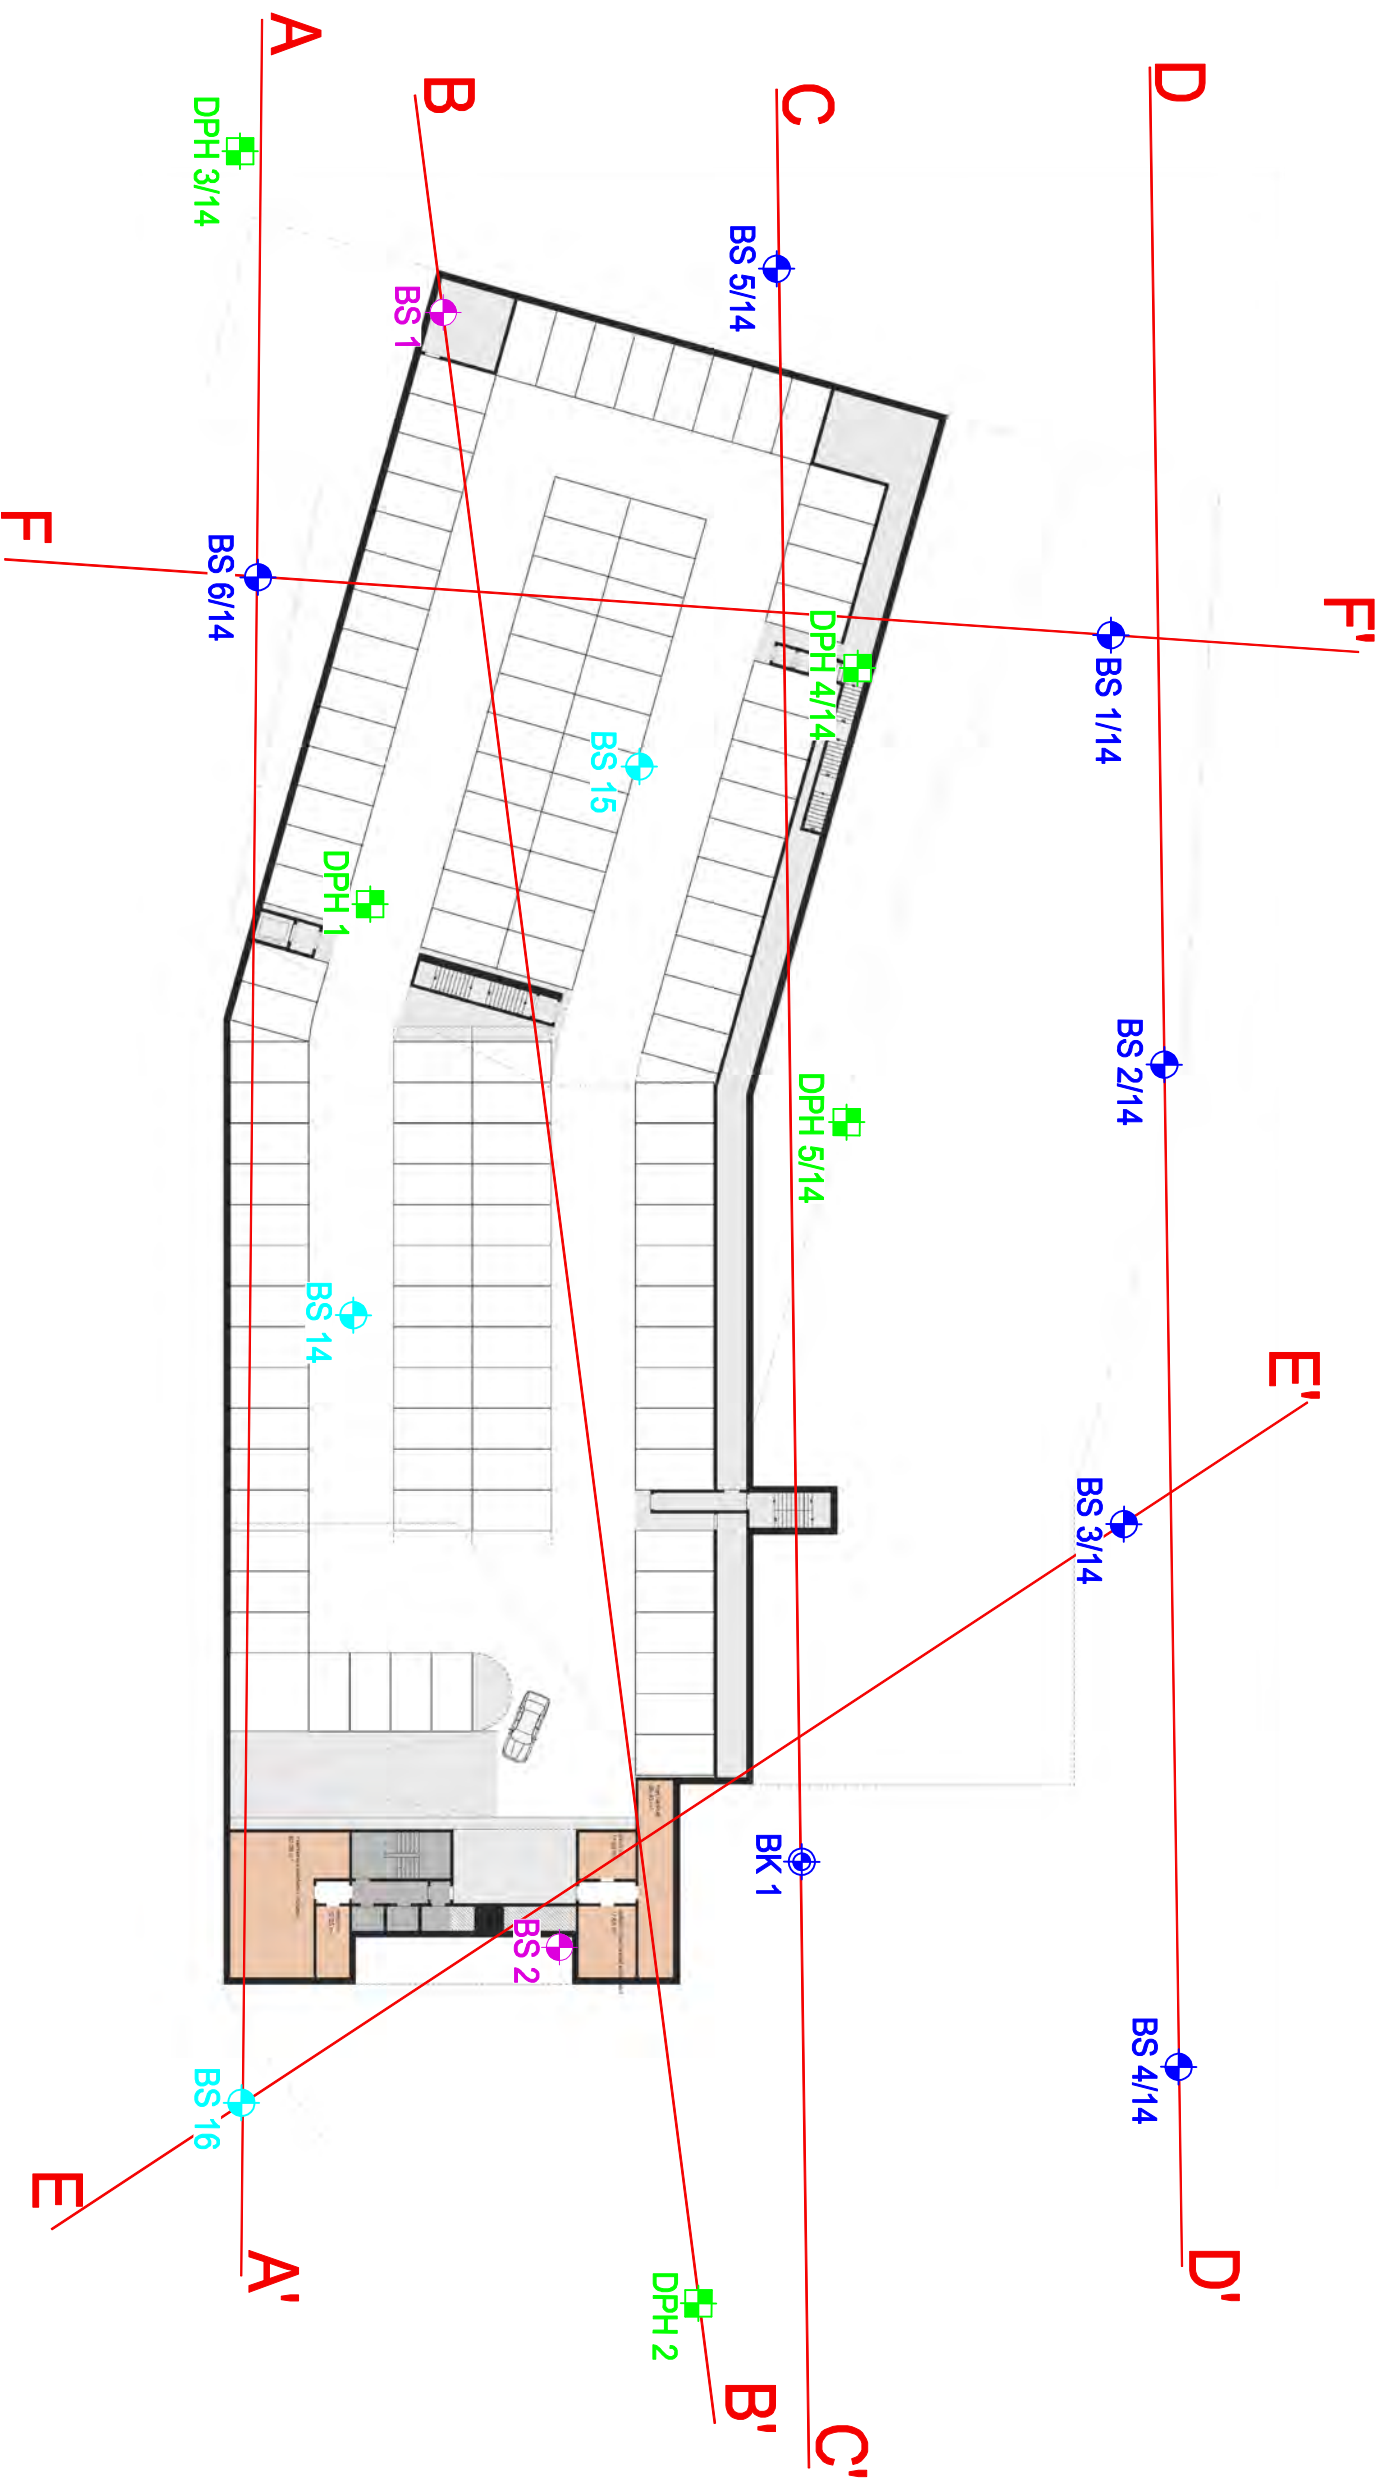 A
B
C
D
DPH 3/14
BS 5/14
BS 1
F
BS 6/14
F'
DPH 4/14
BS 1/14
BS 15
DPH 1
BS 2/14
DPH 5/14
BS 14
E'
BS 3/14
BK 1
BS 2
BS 4/14
BS 16
E
A'
D'
DPH 2
B'
C'